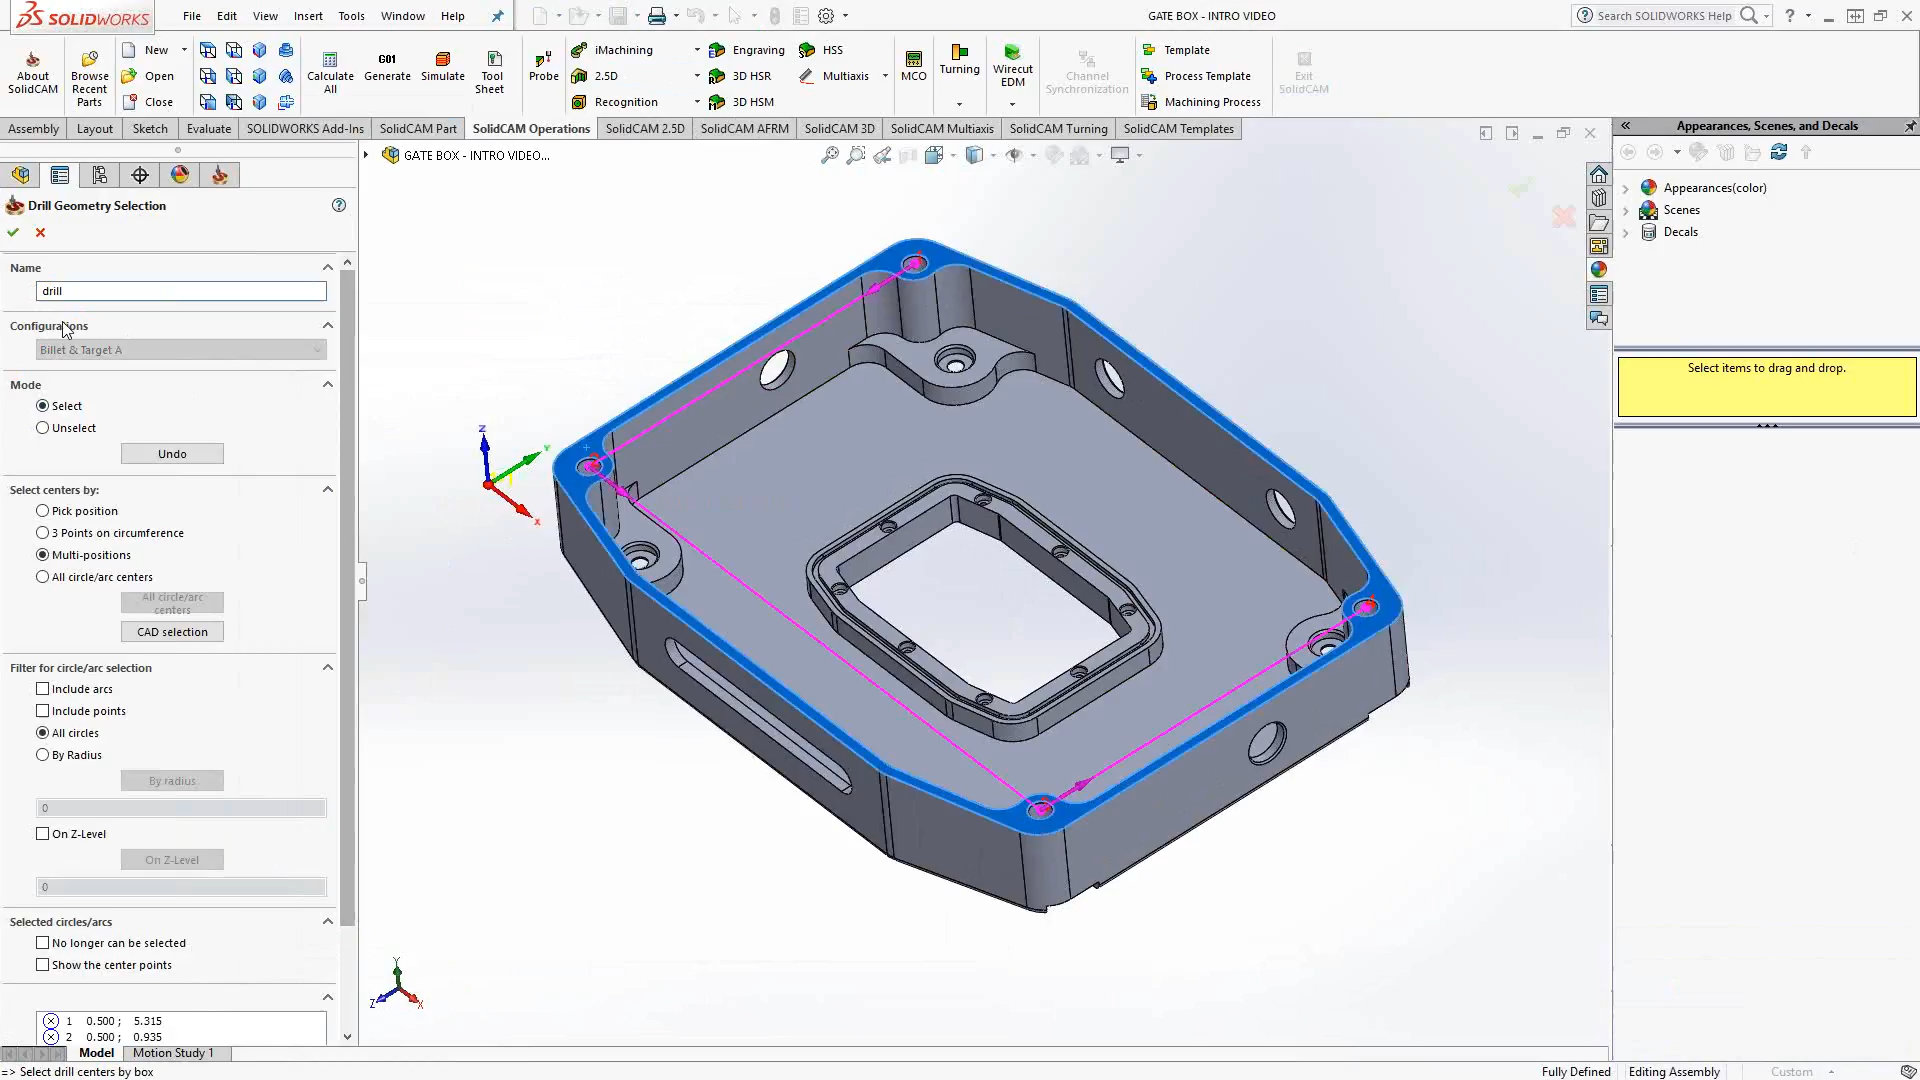 SOLIDWORKS
File Edit View Insert Tools Window Help
GATE BOX - INTRO VIDEO
Search SOLIDWORKS Help
About SolidCAM
Browse Recent Parts
New
Open
Close
Calculate All
G01
Generate
Simulate
Tool Sheet
Probe
iMachining
2.5D
Recognition
Engraving
3D HSR
3D HSM
HSS
Multiaxis
MCO
Turning
Wirecut EDM
Channel Synchronization
Template
Process Template
Machining Process
Exit SolidCAM
Assembly Layout Sketch Evaluate SOLIDWORKS Add-Ins SolidCAM Part SolidCAM Operations SolidCAM 2.5D SolidCAM AFRM SolidCAM 3D SolidCAM Multiaxis SolidCAM Turning SolidCAM Templates
GATE BOX - INTRO VIDEO...
Drill Geometry Selection
Name
drill
Configurations
Billet & Target A
Mode
Select
Unselect
Undo
Select centers by:
Pick position
3 Points on circumference
Multi-positions
All circle/arc centers
All circle/arc centers
CAD selection
Filter for circle/arc selection
Include arcs
Include points
All circles
By Radius
By radius
0
On Z-Level
On Z-Level
0
Selected circles/arcs
No longer can be selected
Show the center points
1 0.500 ; 5.315
2 0.500 ; 0.935
Z
Y
X
Y
Z
X
Appearances, Scenes, and Decals
Appearances(color)
Scenes
Decals
Select items to drag and drop.
Model Motion Study 1
=> Select drill centers by box
Fully Defined Editing Assembly Custom